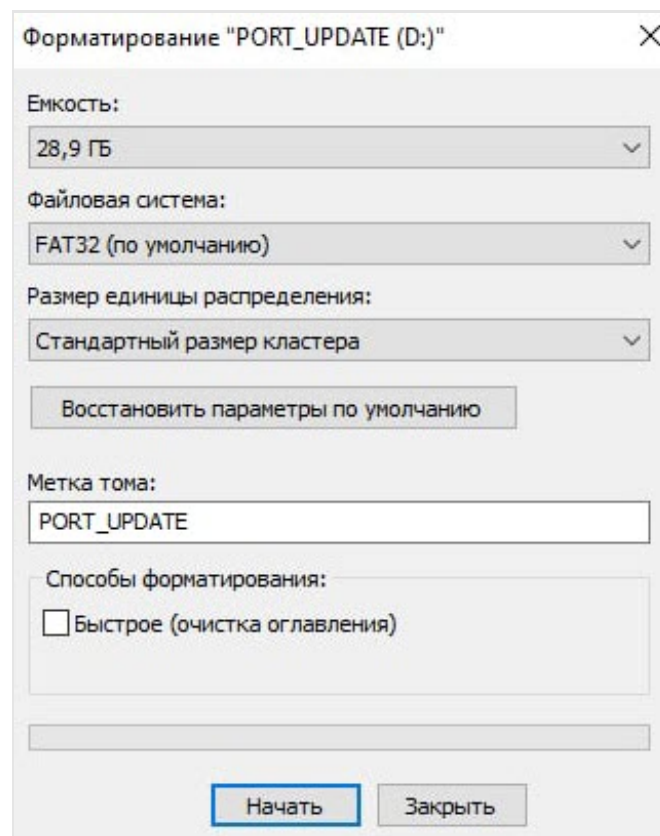 Форматирование "PORT_UPDATE (D:)"
Емкость:
28,9 ГБ
Файловая система:
FAT32 (по умолчанию)
Размер единицы распределения:
Стандартный размер кластера
Восстановить параметры по умолчанию
Метка тома:
PORT_UPDATE
Способы форматирования:
Быстрое (очистка оглавления)
Начать Закрыть